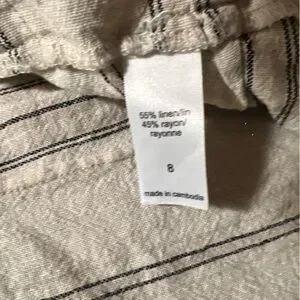 55% linen/lin
45% rayon/
rayonne
8
made in cambodia